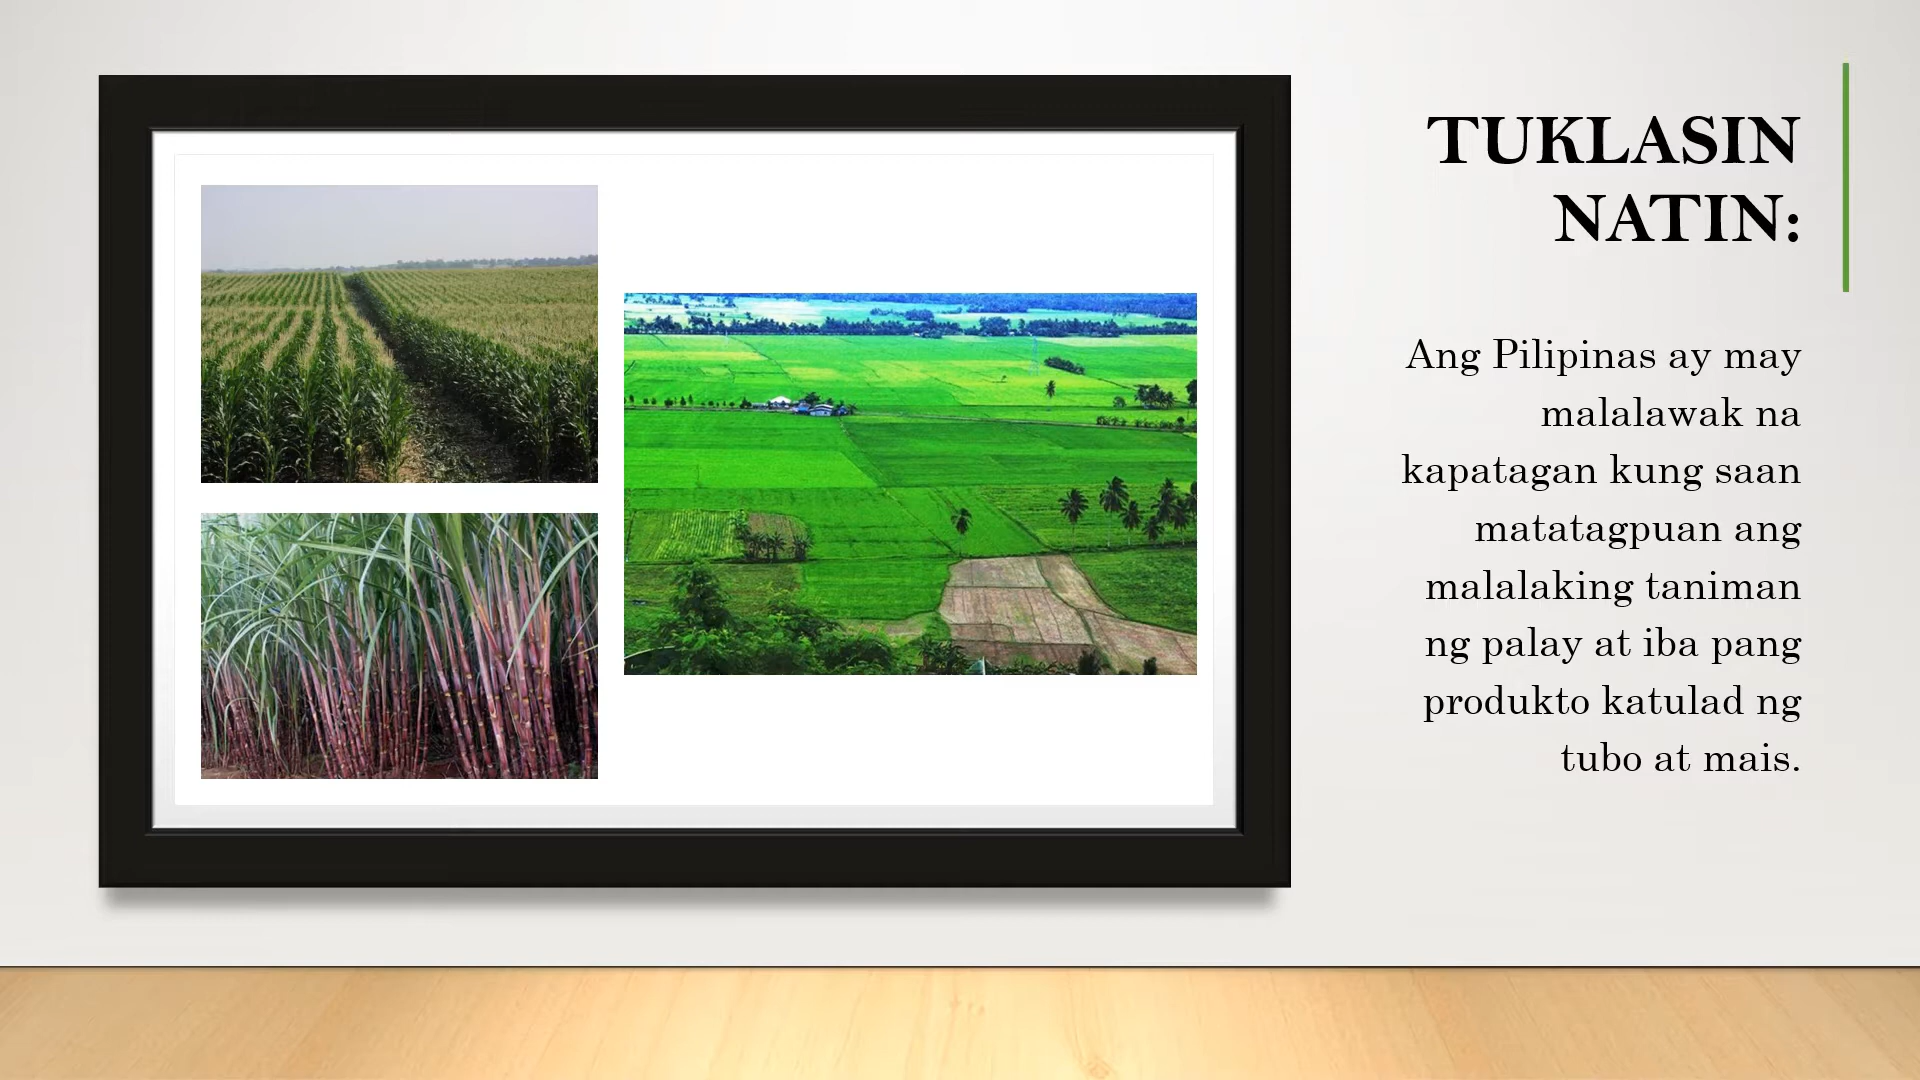 TUKLASIN
NATIN:
Ang Pilipinas ay may
malalawak na
kapatagan kung saan
matatagpuan ang
malalaking taniman
ng palay at iba pang
produkto katulad ng
tubo at mais.